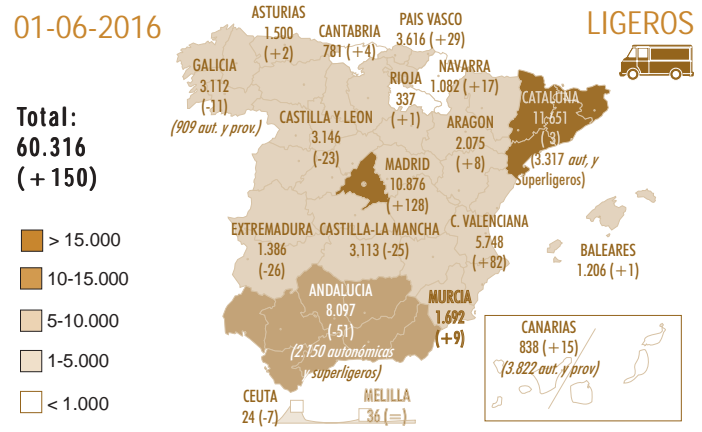 01-06-2016
LIGEROS
Total:
60.316
(+150)
> 15.000
10-15.000
5-10.000
1-5.000
< 1.000
ASTURIAS
1.500
(+2)
CANTABRIA
781 (+4)
PAIS VASCO
3.616 (+29)
GALICIA
3.112
(-11)
(909 aut. y prov.)
RIOJA
337
(+1)
NAVARRA
1.082 (+17)
CATALUÑA
11.651
( 3)
(3.317 aut, y
Superligeros)
CASTILLA Y LEON
3.146
(-23)
ARAGON
2.075
(+8)
MADRID
10.876
(+128)
EXTREMADURA
1.386
(-26)
CASTILLA-LA MANCHA
3.113 (-25)
C. VALENCIANA
5.748
(+82)
BALEARES
1.206 (+1)
ANDALUCIA
8.097
(-51)
(2.150 autonómicas
y superligeros)
MURCIA
1.692
(+9)
CANARIAS
838 (+15)
(3.822 aut. y prov)
CEUTA
24 (-7)
MELILLA
36 (=)